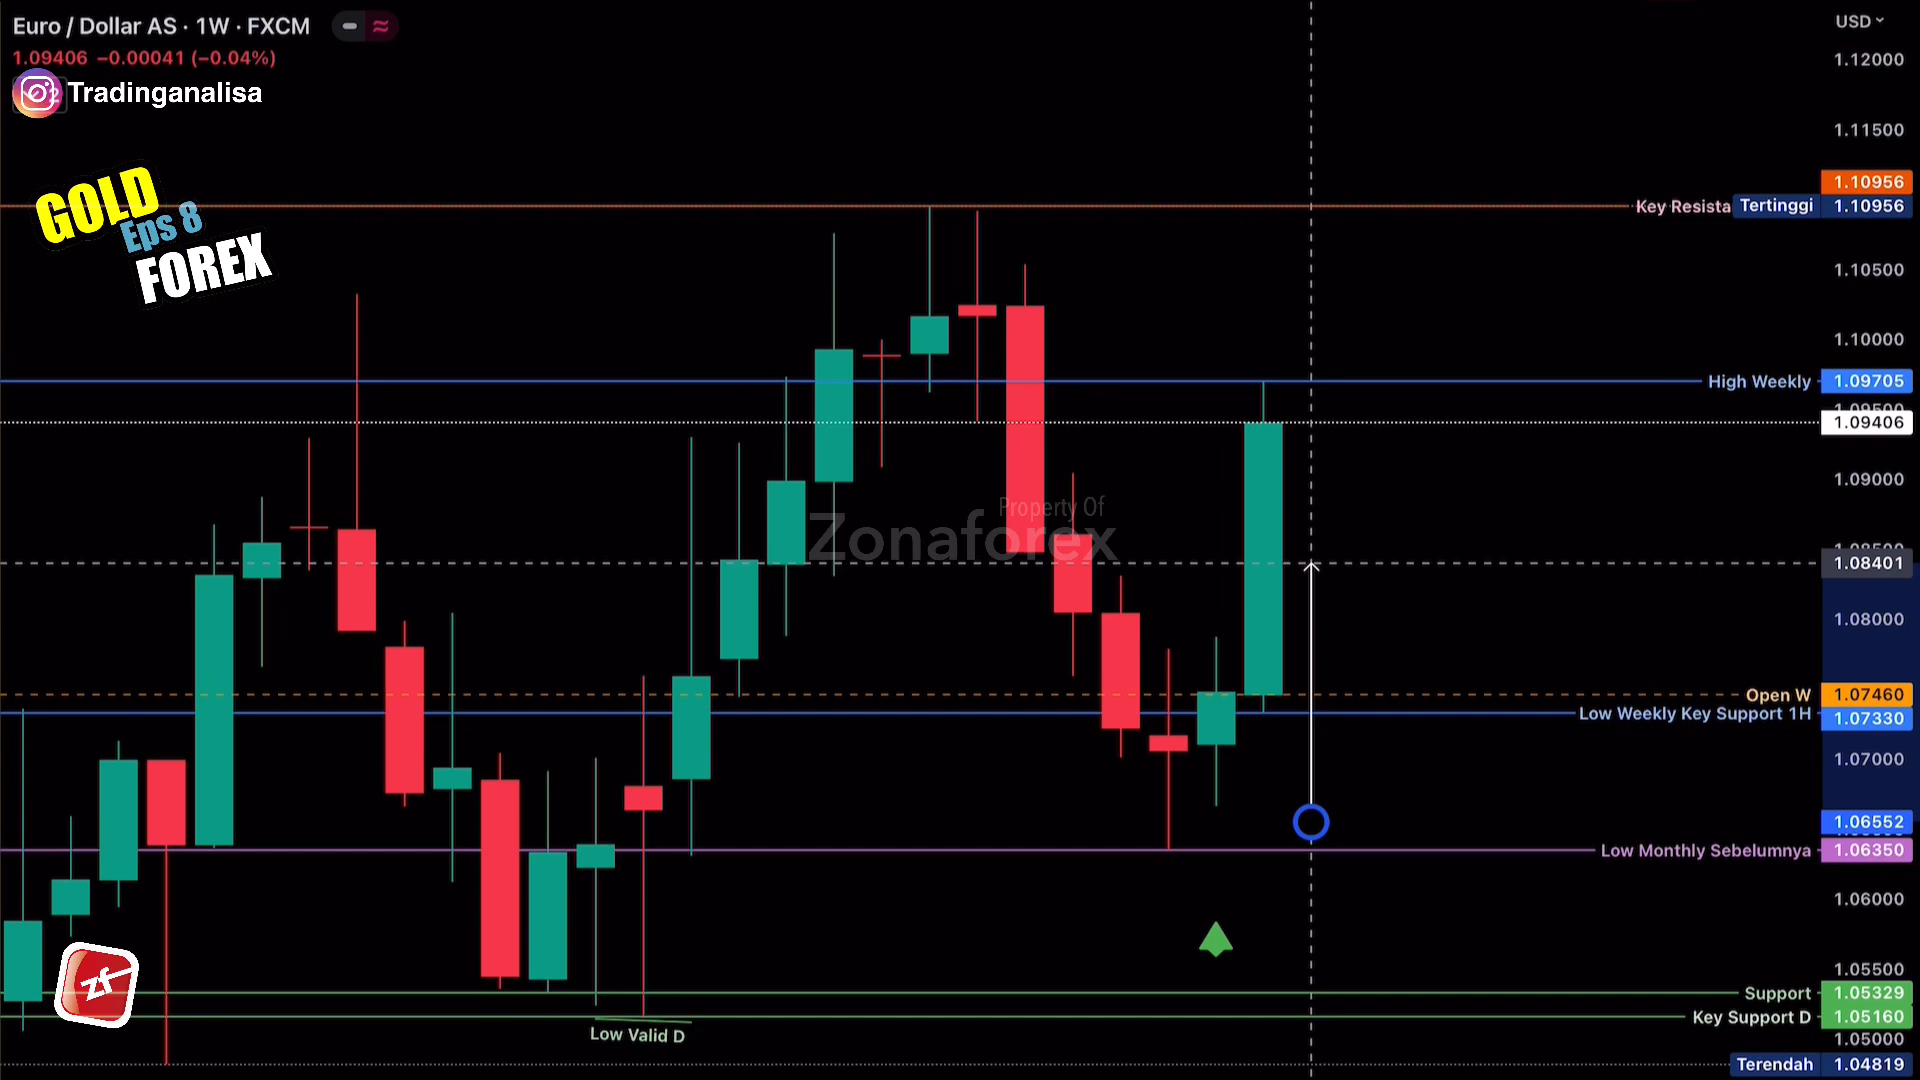 Euro / Dollar AS · 1W · FXCM
1.09406 −0.00041 (−0.04%)
Tradinganalisa
GOLD
Eps 8
FOREX
Property Of
Zonaforex
zf
Low Valid D
USD
1.12000
1.11500
1.10956
Key Resista Tertinggi 1.10956
1.10500
1.10000
High Weekly 1.09705
1.09406
1.09000
1.08401
1.08000
Open W 1.07460
Low Weekly Key Support 1H 1.07330
1.07000
1.06552
Low Monthly Sebelumnya 1.06350
1.06000
1.05500
Support 1.05329
Key Support D 1.05160
1.05000
Terendah 1.04819